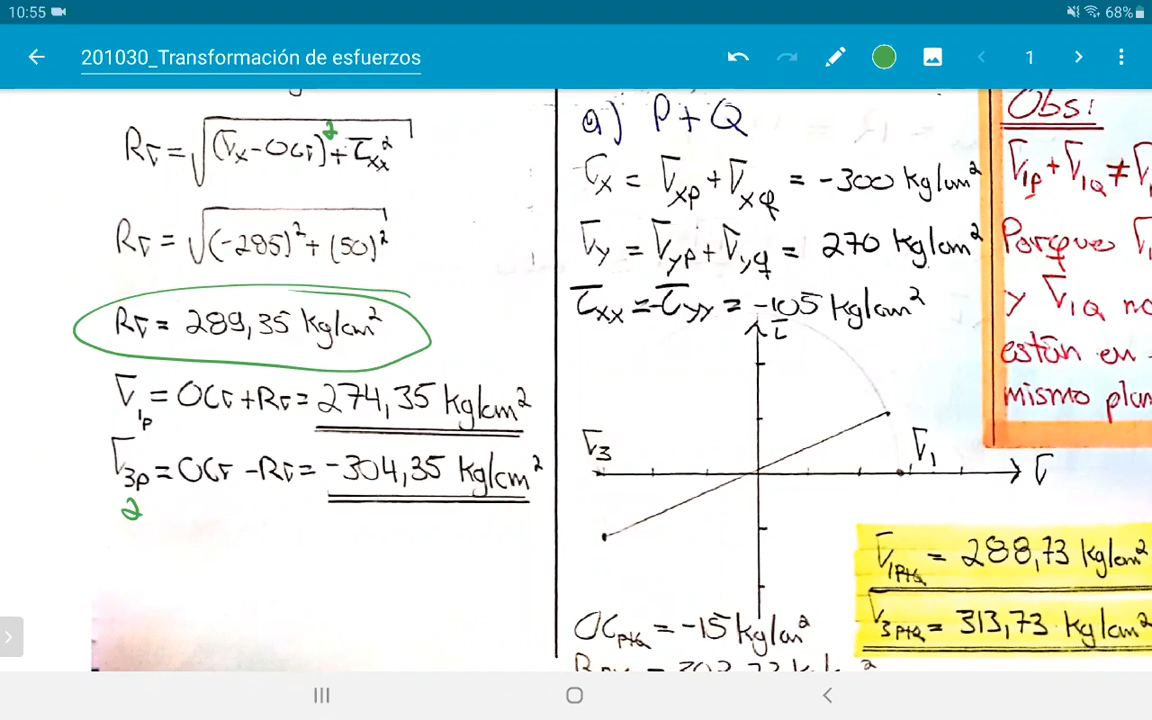 10:55
68%
201030_Transformación de esfuerzos
1
Rσ = √(σx - OCσ)² + τxx²
Rσ = √(-285)² + (50)²
Rσ = 289,35 kg/cm²
σ1p = OCσ + Rσ = 274,35 kg/cm²
σ3p = OCσ - Rσ = -304,35 kg/cm²
2
a) P + Q
σx = σxp + σxq = -300 kg/cm²
σy = σyp + σyq = 270 kg/cm²
τxx = -τyy = -105 kg/cm²
τ
σ3
σ1
σ
OCP+Q = -15 kg/cm²
σ1P+Q = 288,73 kg/cm²
σ3P+Q = 313,73 kg/cm²
Obs:
σ1p + σ1Q ≠
Porque
y σ1Q
están en
mismo plan